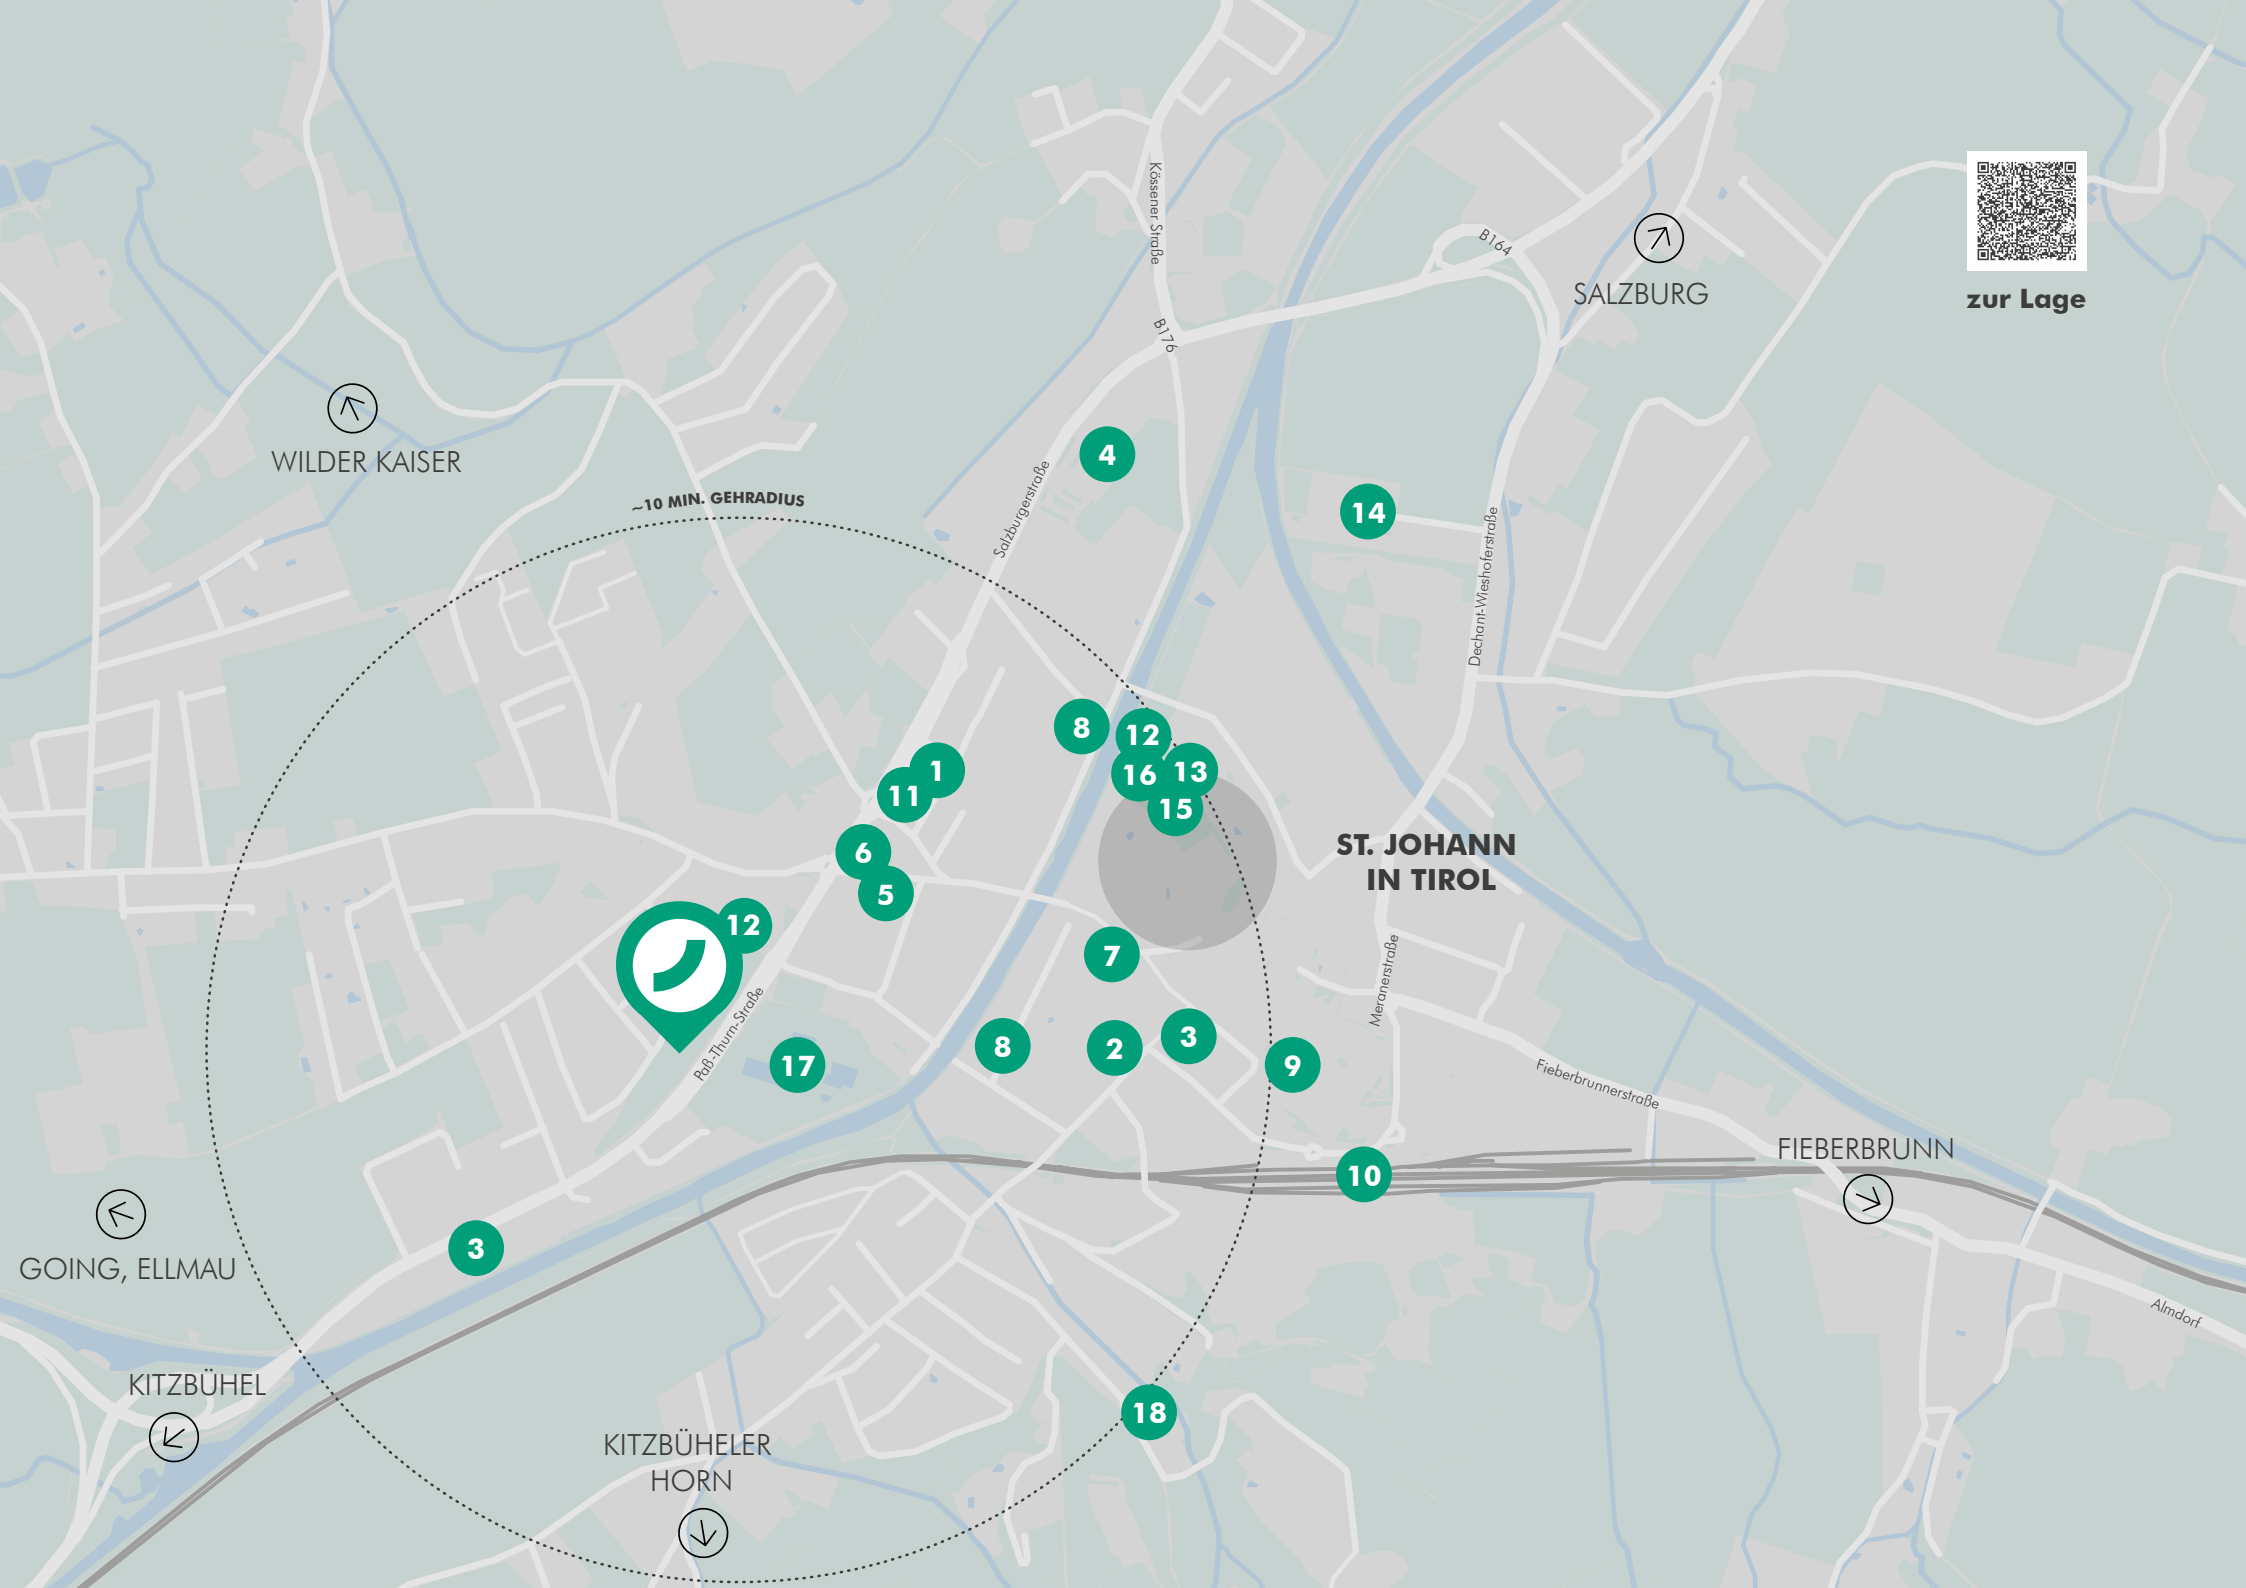 Kössener Straße
B164
SALZBURG
zur Lage
B176
WILDER KAISER
4
~10 MIN. GEHRADIUS
Salzburgerstraße
14
Dechant-Wieshoferstraße
8
12
1
16
13
11
15
6
ST. JOHANN
IN TIROL
5
12
7
Meranerstraße
Paß-Thurn-Straße
17
8
2
3
9
Fieberbrunnerstraße
FIEBERBRUNN
10
3
GOING, ELLMAU
Almdorf
KITZBÜHEL
18
KITZBÜHELER
HORN